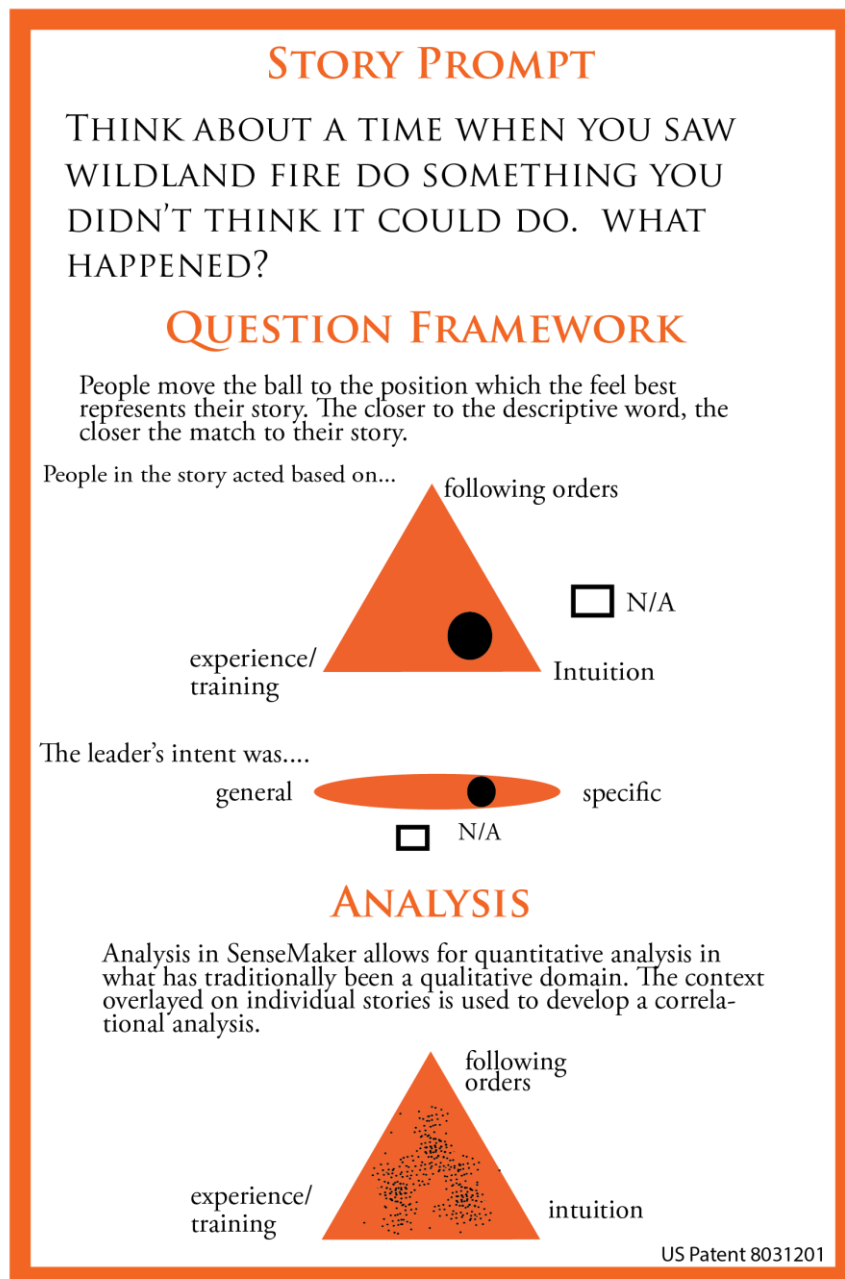 STORY PROMPT
THINK ABOUT A TIME WHEN YOU SAW
WILDLAND FIRE DO SOMETHING YOU
DIDN'T THINK IT COULD DO.  WHAT
HAPPENED?
QUESTION FRAMEWORK
People move the ball to the position which the feel best
represents their story. The closer to the descriptive word, the
closer the match to their story.
People in the story acted based on...
following orders
N/A
experience/
training
Intuition
The leader's intent was....
general
specific
N/A
ANALYSIS
Analysis in SenseMaker allows for quantitative analysis in
what has traditionally been a qualitative domain. The context
overlayed on individual stories is used to develop a correla-
tional analysis.
following
orders
experience/
training
intuition
US Patent 8031201